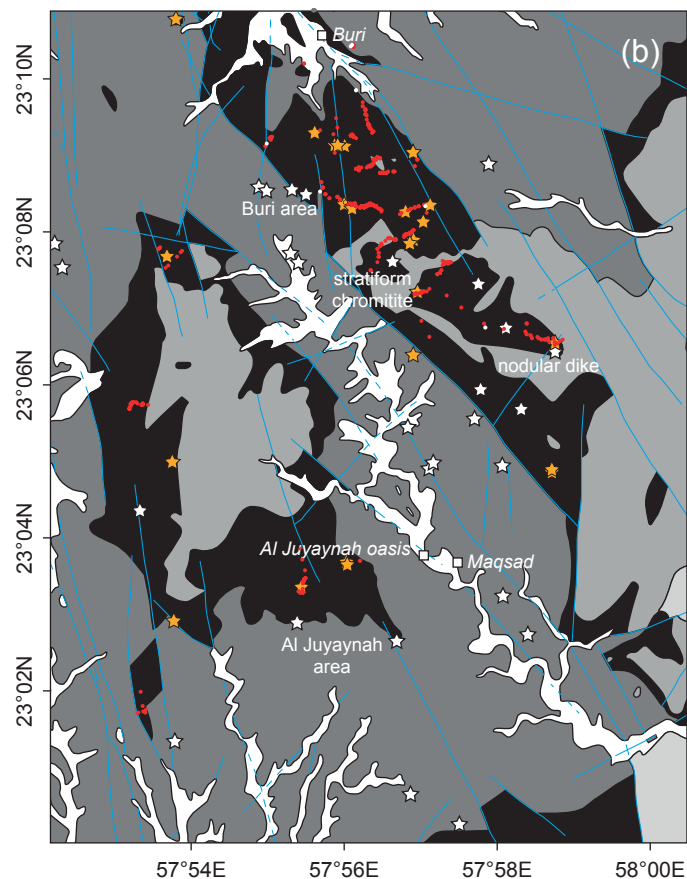 (b)
Buri
23°10N
Buri area
23°08N
stratiform
chromitite
23°06N
nodular dike
23°04N
Al Juyaynah oasis
Maqsad
Al Juyaynah
area
23°02N
57°54E
57°56E
57°58E
58°00E